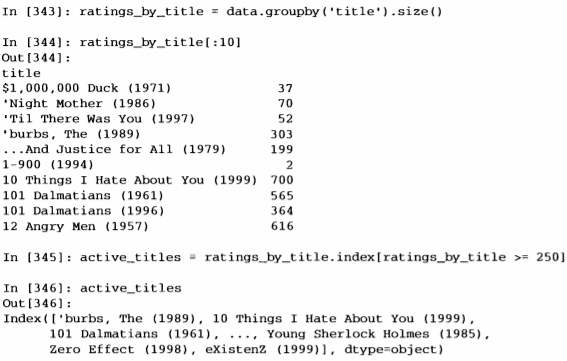 In [343]: ratings_by_title = data.groupby('title').size()
In [344]: ratings_by_title[:10]
Out[344]:
title
$1,000,000 Duck (1971) 37
'Night Mother (1986) 70
'Til There Was You (1997) 52
'burbs, The (1989) 303
...And Justice for All (1979) 199
1-900 (1994) 2
10 Things I Hate About You (1999) 700
101 Dalmatians (1961) 565
101 Dalmatians (1996) 364
12 Angry Men (1957) 616
In [345]: active_titles = ratings_by_title.index[ratings_by_title >= 250]
In [346]: active_titles
Out[346]:
Index(['burbs, The (1989), 10 Things I Hate About You (1999),
101 Dalmatians (1961), ..., Young Sherlock Holmes (1985),
Zero Effect (1998), eXistenZ (1999)], dtype=object)